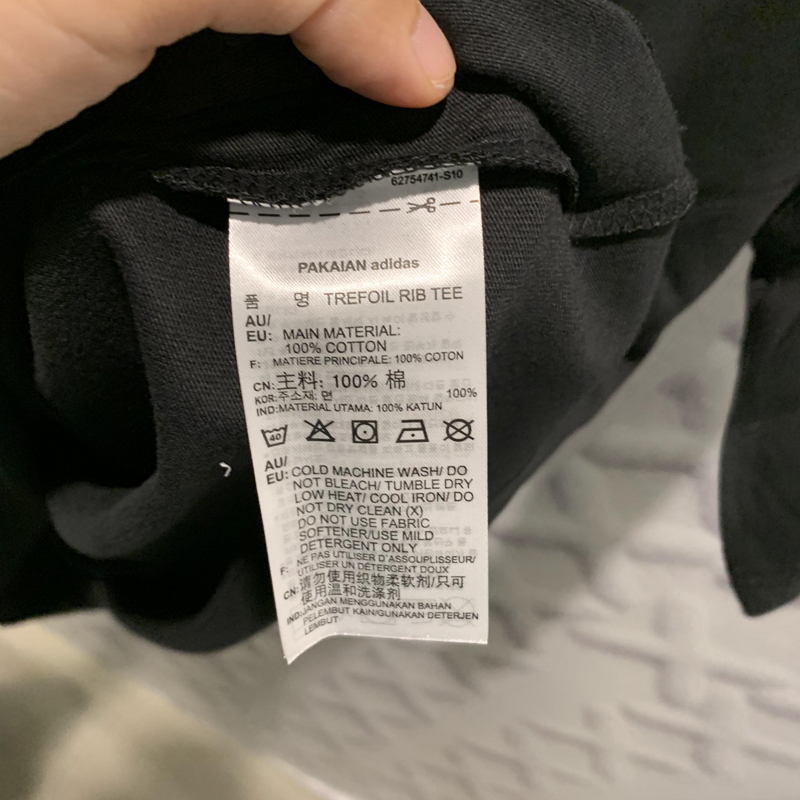 62754741-S10
PAKAIAN adidas
품 명 TREFOIL RIB TEE
AU/
EU: MAIN MATERIAL:
100% COTTON
F: MATIERE PRINCIPALE: 100% COTON
CN: 主料: 100% 棉
KOR: 주소재: 면 100%
IND: MATERIAL UTAMA: 100% KATUN
40
AU/
EU: COLD MACHINE WASH/ DO
NOT BLEACH/ TUMBLE DRY
LOW HEAT/ COOL IRON/ DO
NOT DRY CLEAN (X)
DO NOT USE FABRIC
SOFTENER/USE MILD
DETERGENT ONLY
F: NE PAS UTILISER D'ASSOUPLISSEUR/
UTILISER UN DÉTERGENT DOUX
CN: 请勿使用织物柔软剂/只可
使用温和洗涤剂
IND: JANGAN MENGGUNAKAN BAHAN
PELEMBUT KAIN/GUNAKAN DETERJEN
LEMBUT